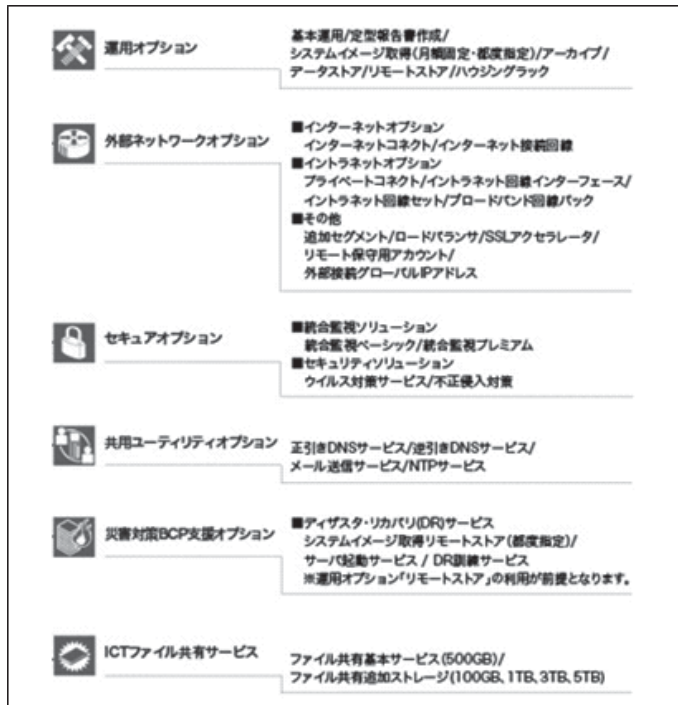 運用オプション
基本運用/定型報告書作成/
システムイメージ取得(月額固定・都度指定)/アーカイブ/
データストア/リモートストア/ハウジングラック
外部ネットワークオプション
■インターネットオプション
インターネットコネクト/インターネット接続回線
■イントラネットオプション
プライベートコネクト/イントラネット回線インターフェース/
イントラネット回線セット/ブロードバンド回線パック
■その他
追加セグメント/ロードバランサ/SSLアクセラレータ/
リモート保守用アカウント/
外部接続グローバルIPアドレス
セキュアオプション
■統合監視ソリューション
統合監視ベーシック/統合監視プレミアム
■セキュリティソリューション
ウイルス対策サービス/不正侵入対策
共用ユーティリティオプション
正引きDNSサービス/逆引きDNSサービス/
メール送信サービス/NTPサービス
災害対策BCP支援オプション
■ディザスタ・リカバリ(DR)サービス
システムイメージ取得リモートストア(都度指定)/
サーバ起動サービス / DR訓練サービス
※運用オプション「リモートストア」の利用が前提となります。
ICTファイル共有サービス
ファイル共有基本サービス(500GB)/
ファイル共有追加ストレージ(100GB、1TB、3TB、5TB)